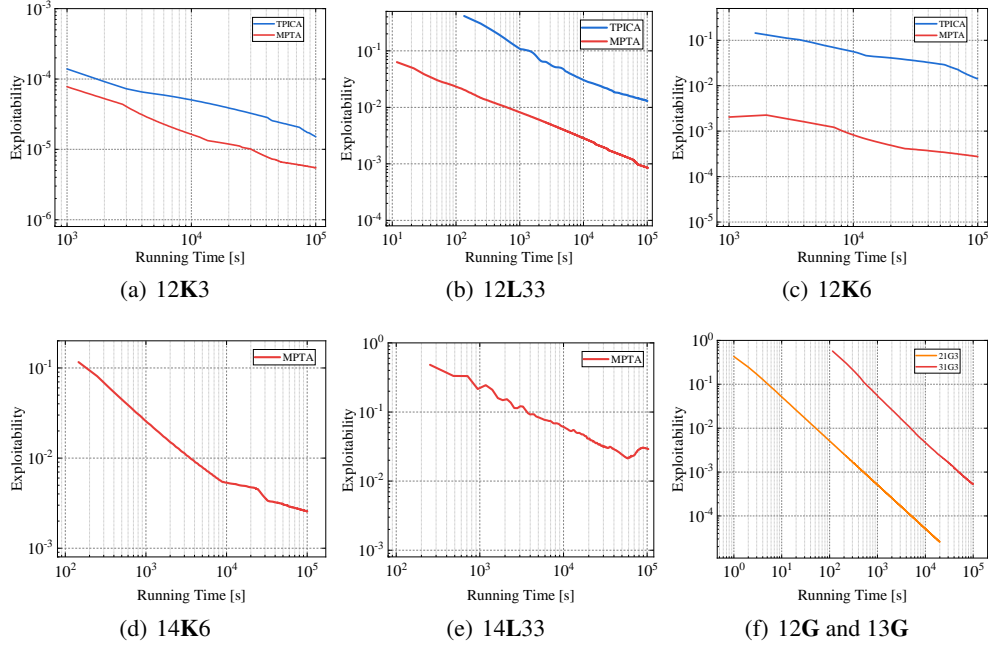 10^-3
10^-4
10^-5
10^-6
Exploitability
TPICA
MPTA
10^3
10^4
10^5
Running Time [s]
(a) 12K3
10^-1
10^-2
10^-3
10^-4
Exploitability
TPICA
MPTA
10^1
10^2
10^3
10^4
10^5
Running Time [s]
(b) 12L33
10^-1
10^-2
10^-3
10^-4
10^-5
Exploitability
TPICA
MPTA
10^3
10^4
10^5
Running Time [s]
(c) 12K6
10^-1
10^-2
10^-3
Exploitability
MPTA
10^2
10^3
10^4
10^5
Running Time [s]
(d) 14K6
10^0
10^-1
10^-2
10^-3
Exploitability
MPTA
10^2
10^3
10^4
10^5
Running Time [s]
(e) 14L33
10^0
10^-1
10^-2
10^-3
10^-4
Exploitability
21G3
31G3
10^0
10^1
10^2
10^3
10^4
10^5
Running Time [s]
(f) 12G and 13G